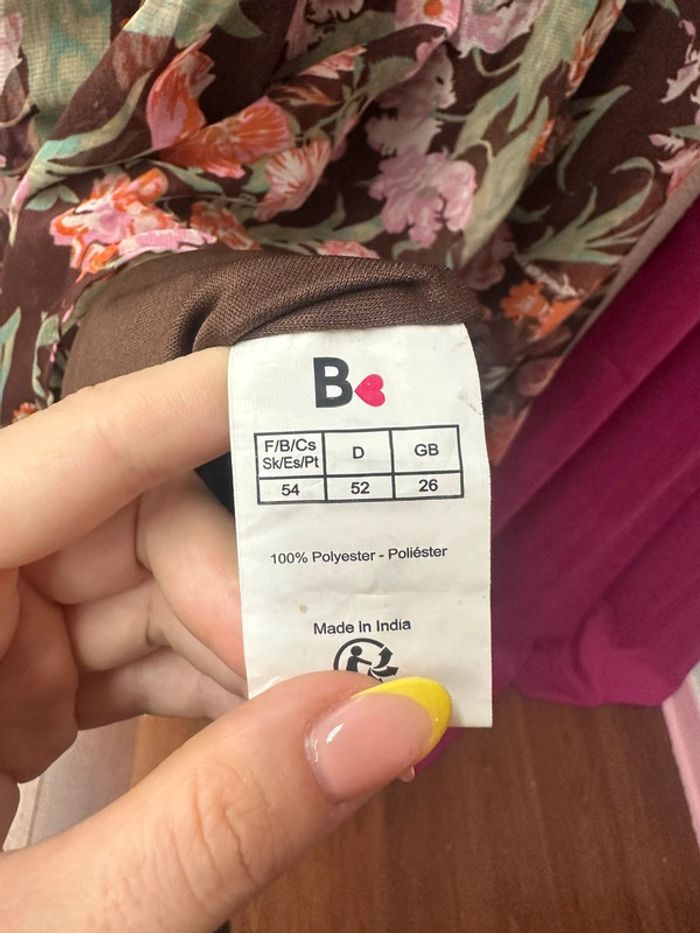 B
F/B/Cs D GB
Sk/Es/Pt
54 52 26
100% Polyester - Poliéster
Made in India